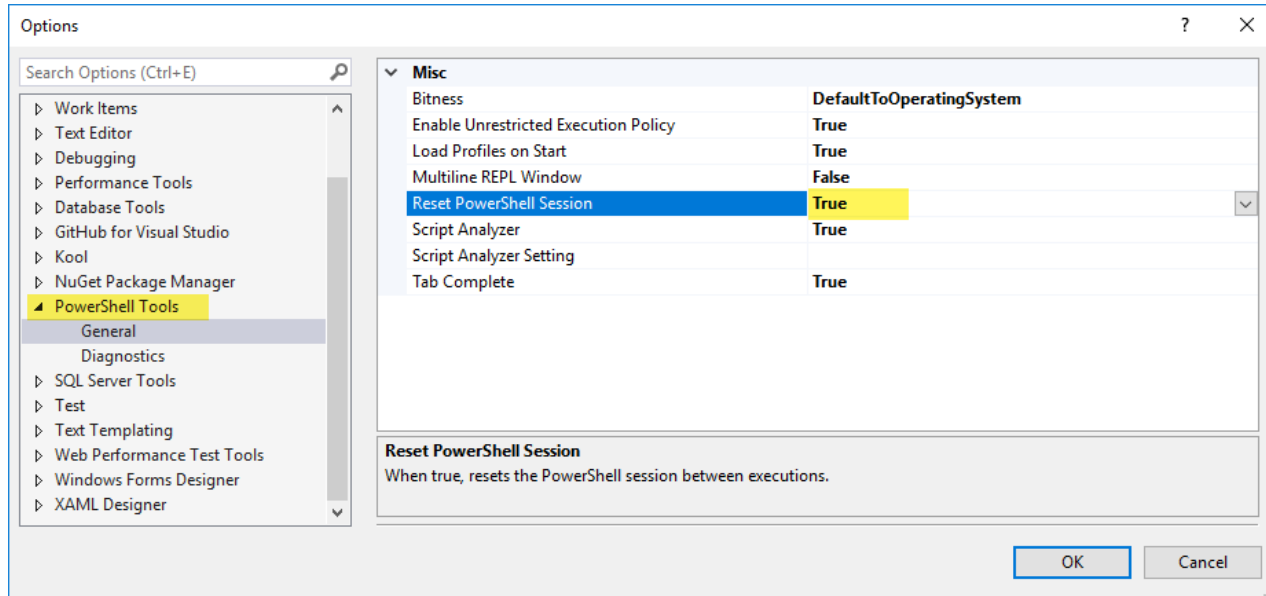 Options
Search Options (Ctrl+E)
Work Items
Text Editor
Debugging
Performance Tools
Database Tools
GitHub for Visual Studio
Kool
NuGet Package Manager
PowerShell Tools
General
Diagnostics
SQL Server Tools
Test
Text Templating
Web Performance Test Tools
Windows Forms Designer
XAML Designer
Misc
Bitness DefaultToOperatingSystem
Enable Unrestricted Execution Policy True
Load Profiles on Start True
Multiline REPL Window False
Reset PowerShell Session True
Script Analyzer True
Script Analyzer Setting
Tab Complete True
Reset PowerShell Session
When true, resets the PowerShell session between executions.
OK Cancel